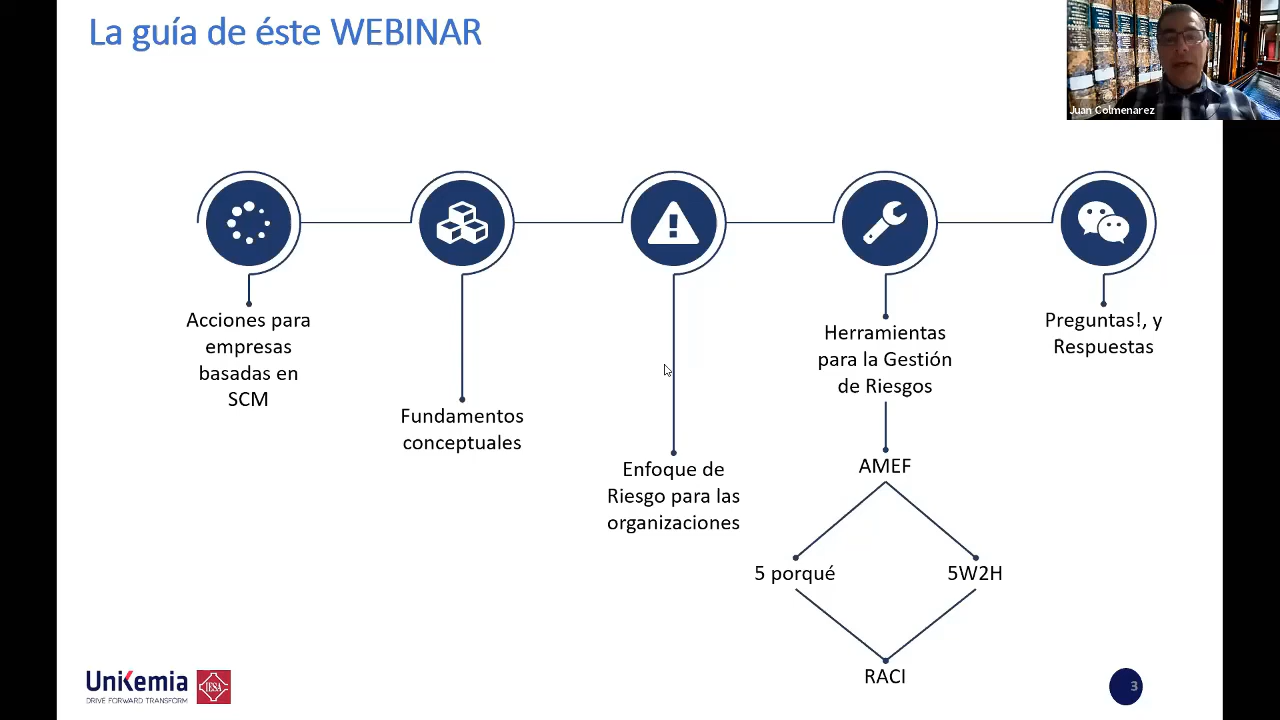 La guía de éste WEBINAR
Juan Colmenarez
Acciones para
empresas
basadas en
SCM
Fundamentos
conceptuales
Enfoque de
Riesgo para las
organizaciones
Herramientas
para la Gestión
de Riesgos
AMEF
5 porqué
5W2H
RACI
Preguntas!, y
Respuestas
UniKemia
DRIVE FORWARD TRANSFORM
IESA
3